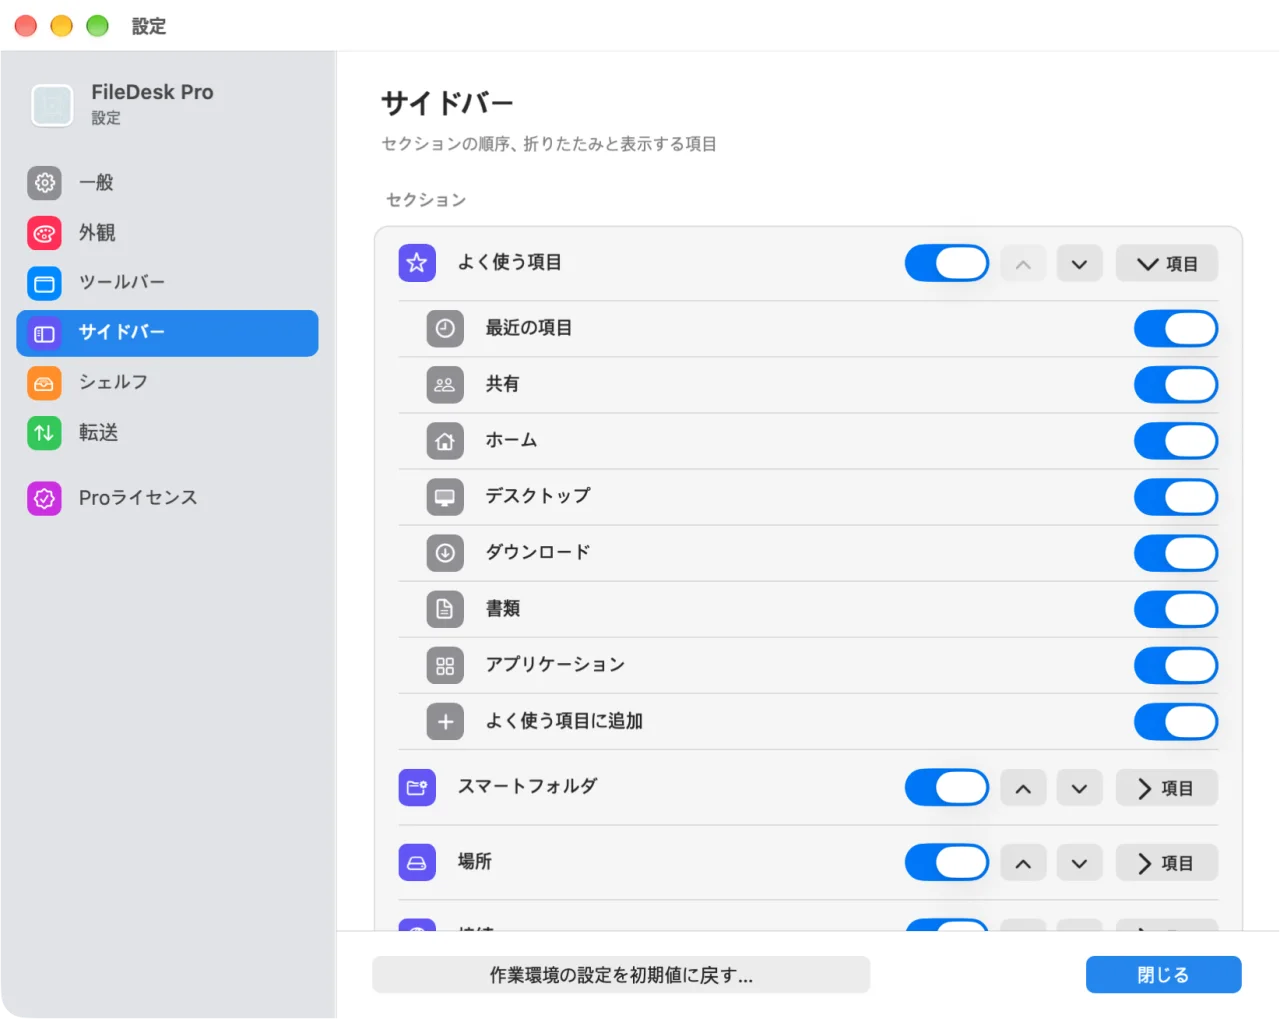 設定
FileDesk Pro
設定
一般
外観
ツールバー
サイドバー
シェルフ
転送
Proライセンス
サイドバー
セクションの順序、折りたたみと表示する項目
セクション
よく使う項目
項目
最近の項目
共有
ホーム
デスクトップ
ダウンロード
書類
アプリケーション
よく使う項目に追加
スマートフォルダ
項目
場所
項目
作業環境の設定を初期値に戻す...
閉じる